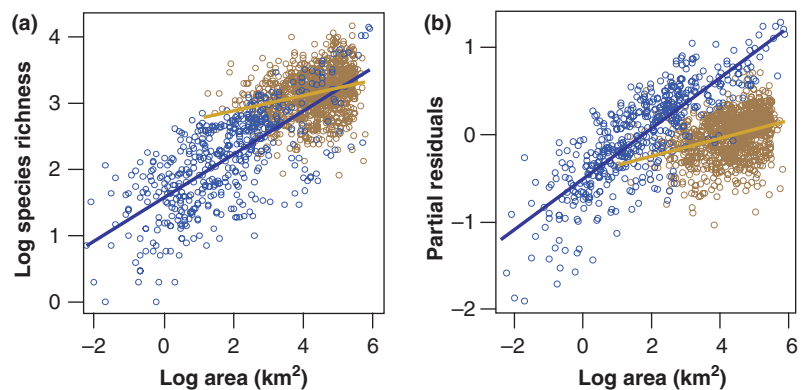 (a)
Log species richness
4
3
2
1
0
−2 0 2 4 6
Log area (km²)
(b)
Partial residuals
1
0
−1
−2
−2 0 2 4 6
Log area (km²)